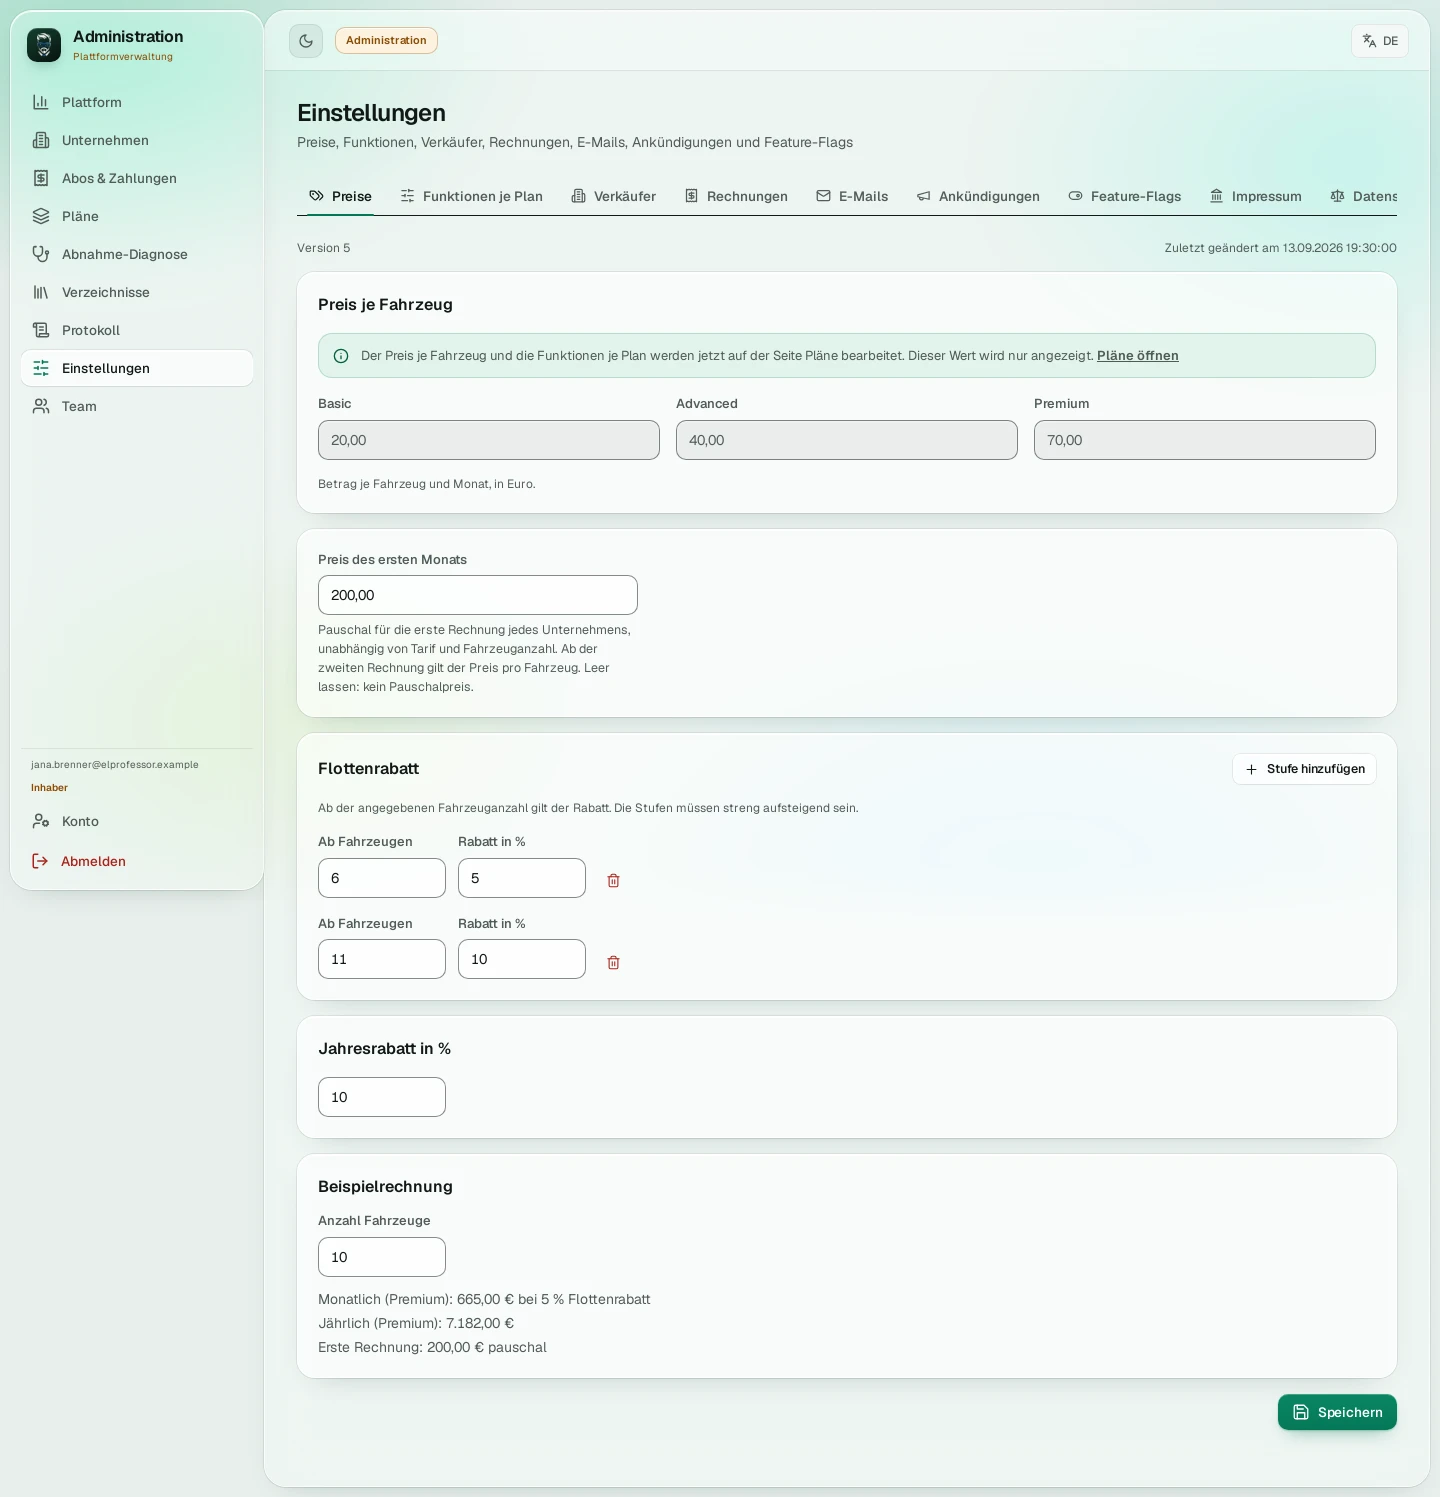 Administration
Plattformverwaltung
Plattform
Unternehmen
Abos & Zahlungen
Pläne
Abnahme-Diagnose
Verzeichnisse
Protokoll
Einstellungen
Team
jana.brenner@elprofessor.example
Inhaber
Konto
Abmelden
Administration
DE
Einstellungen
Preise, Funktionen, Verkäufer, Rechnungen, E-Mails, Ankündigungen und Feature-Flags
Preise
Funktionen je Plan
Verkäufer
Rechnungen
E-Mails
Ankündigungen
Feature-Flags
Impressum
Datens
Version 5
Zuletzt geändert am 13.09.2026 19:30:00
Preis je Fahrzeug
Der Preis je Fahrzeug und die Funktionen je Plan werden jetzt auf der Seite Pläne bearbeitet. Dieser Wert wird nur angezeigt. Pläne öffnen
Basic
Advanced
Premium
20,00
40,00
70,00
Betrag je Fahrzeug und Monat, in Euro.
Preis des ersten Monats
200,00
Pauschal für die erste Rechnung jedes Unternehmens,
unabhängig von Tarif und Fahrzeuganzahl. Ab der
zweiten Rechnung gilt der Preis pro Fahrzeug. Leer
lassen: kein Pauschalpreis.
Flottenrabatt
Stufe hinzufügen
Ab der angegebenen Fahrzeuganzahl gilt der Rabatt. Die Stufen müssen streng aufsteigend sein.
Ab Fahrzeugen
Rabatt in %
6
5
Ab Fahrzeugen
Rabatt in %
11
10
Jahresrabatt in %
10
Beispielrechnung
Anzahl Fahrzeuge
10
Monatlich (Premium): 665,00 € bei 5 % Flottenrabatt
Jährlich (Premium): 7.182,00 €
Erste Rechnung: 200,00 € pauschal
Speichern